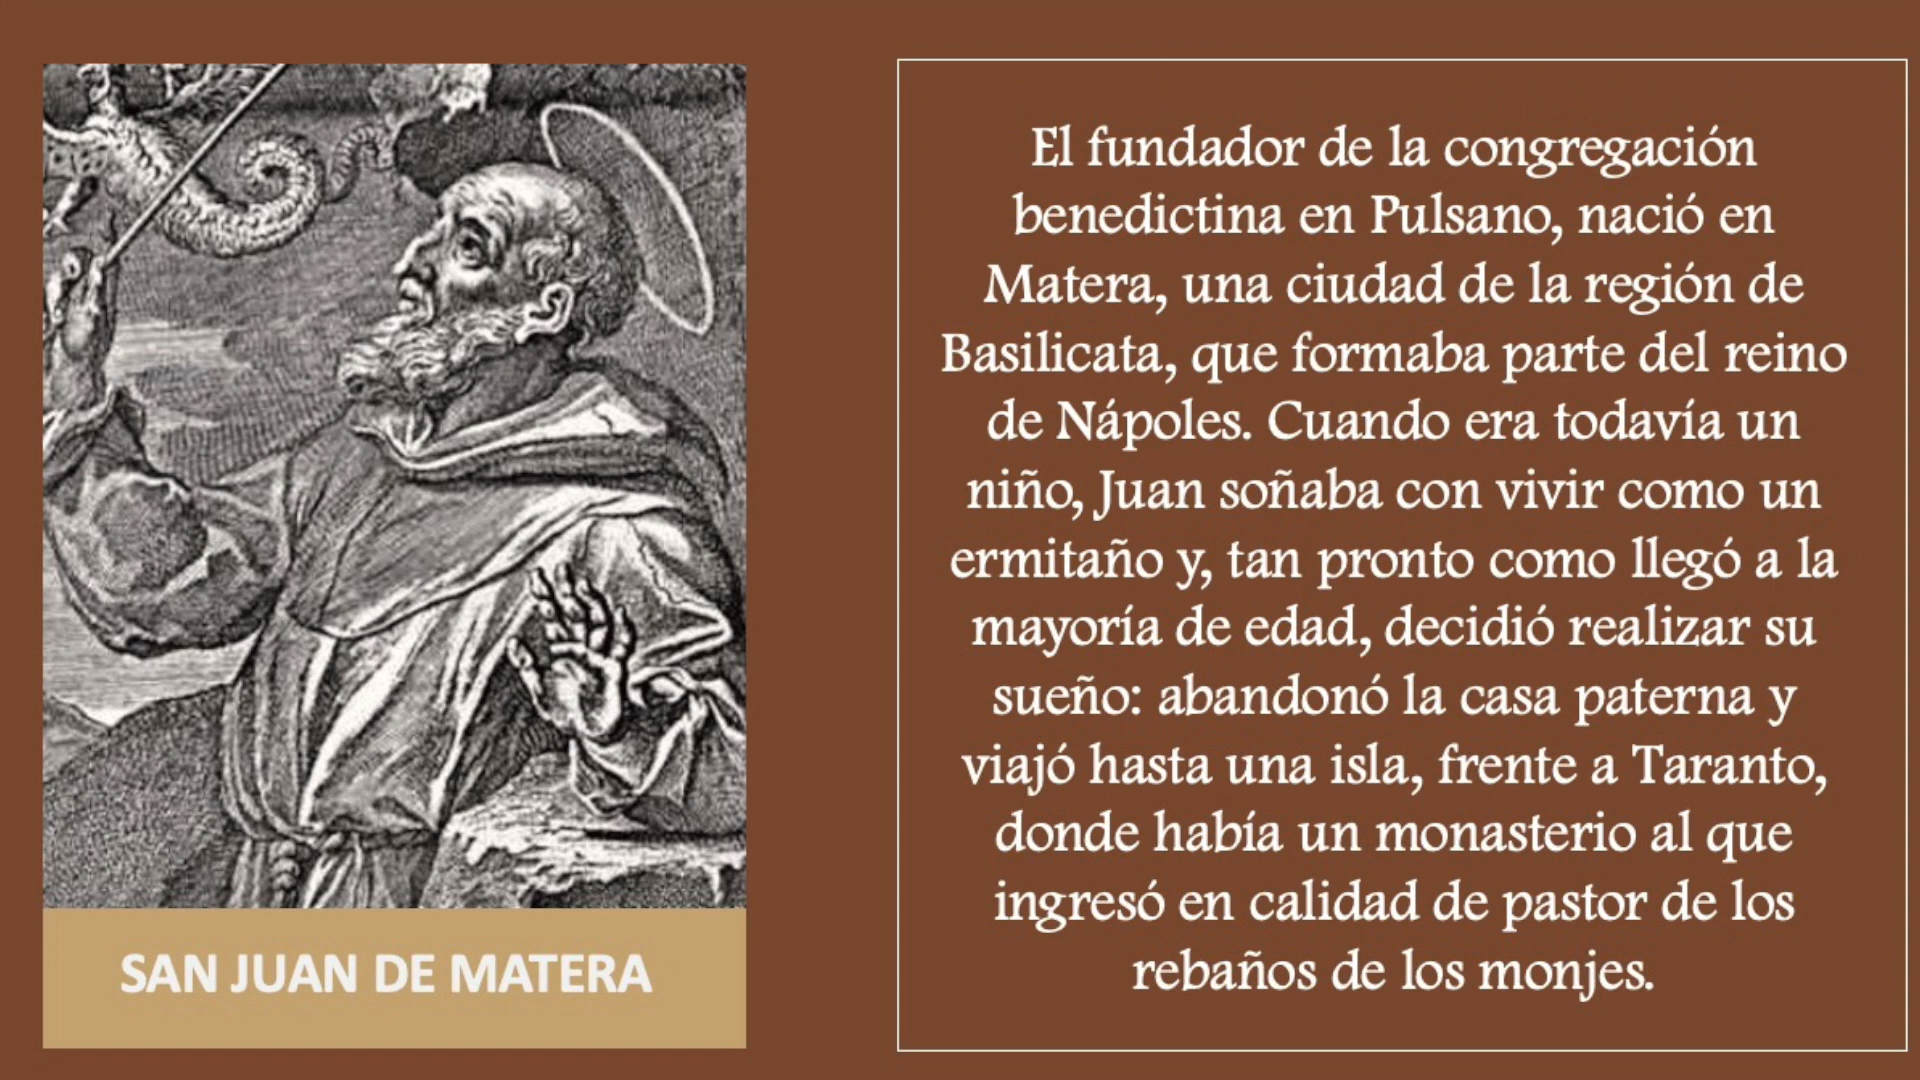 SAN JUAN DE MATERA
El fundador de la congregación
benedictina en Pulsano, nació en
Matera, una ciudad de la región de
Basilicata, que formaba parte del reino
de Nápoles. Cuando era todavía un
niño, Juan soñaba con vivir como un
ermitaño y, tan pronto como llegó a la
mayoría de edad, decidió realizar su
sueño: abandonó la casa paterna y
viajó hasta una isla, frente a Taranto,
donde había un monasterio al que
ingresó en calidad de pastor de los
rebaños de los monjes.